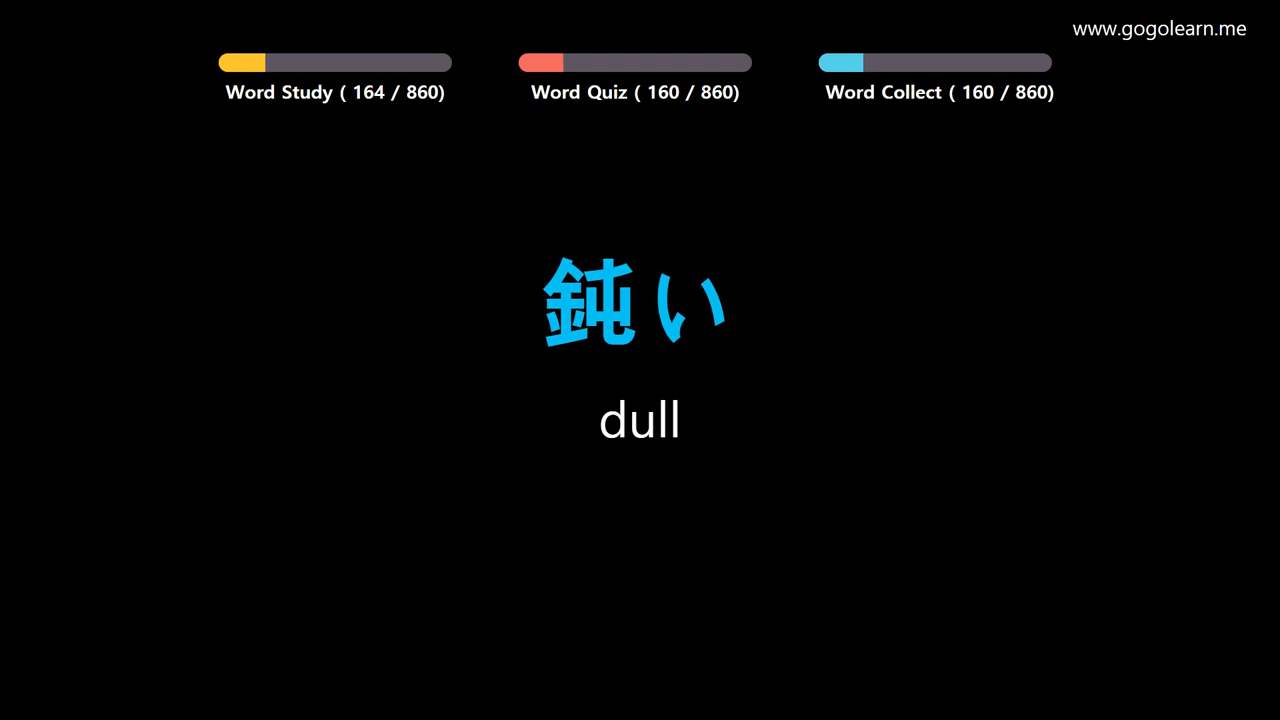 www.gogolearn.me
Word Study ( 164 / 860)
Word Quiz ( 160 / 860)
Word Collect ( 160 / 860)
鈍い
dull